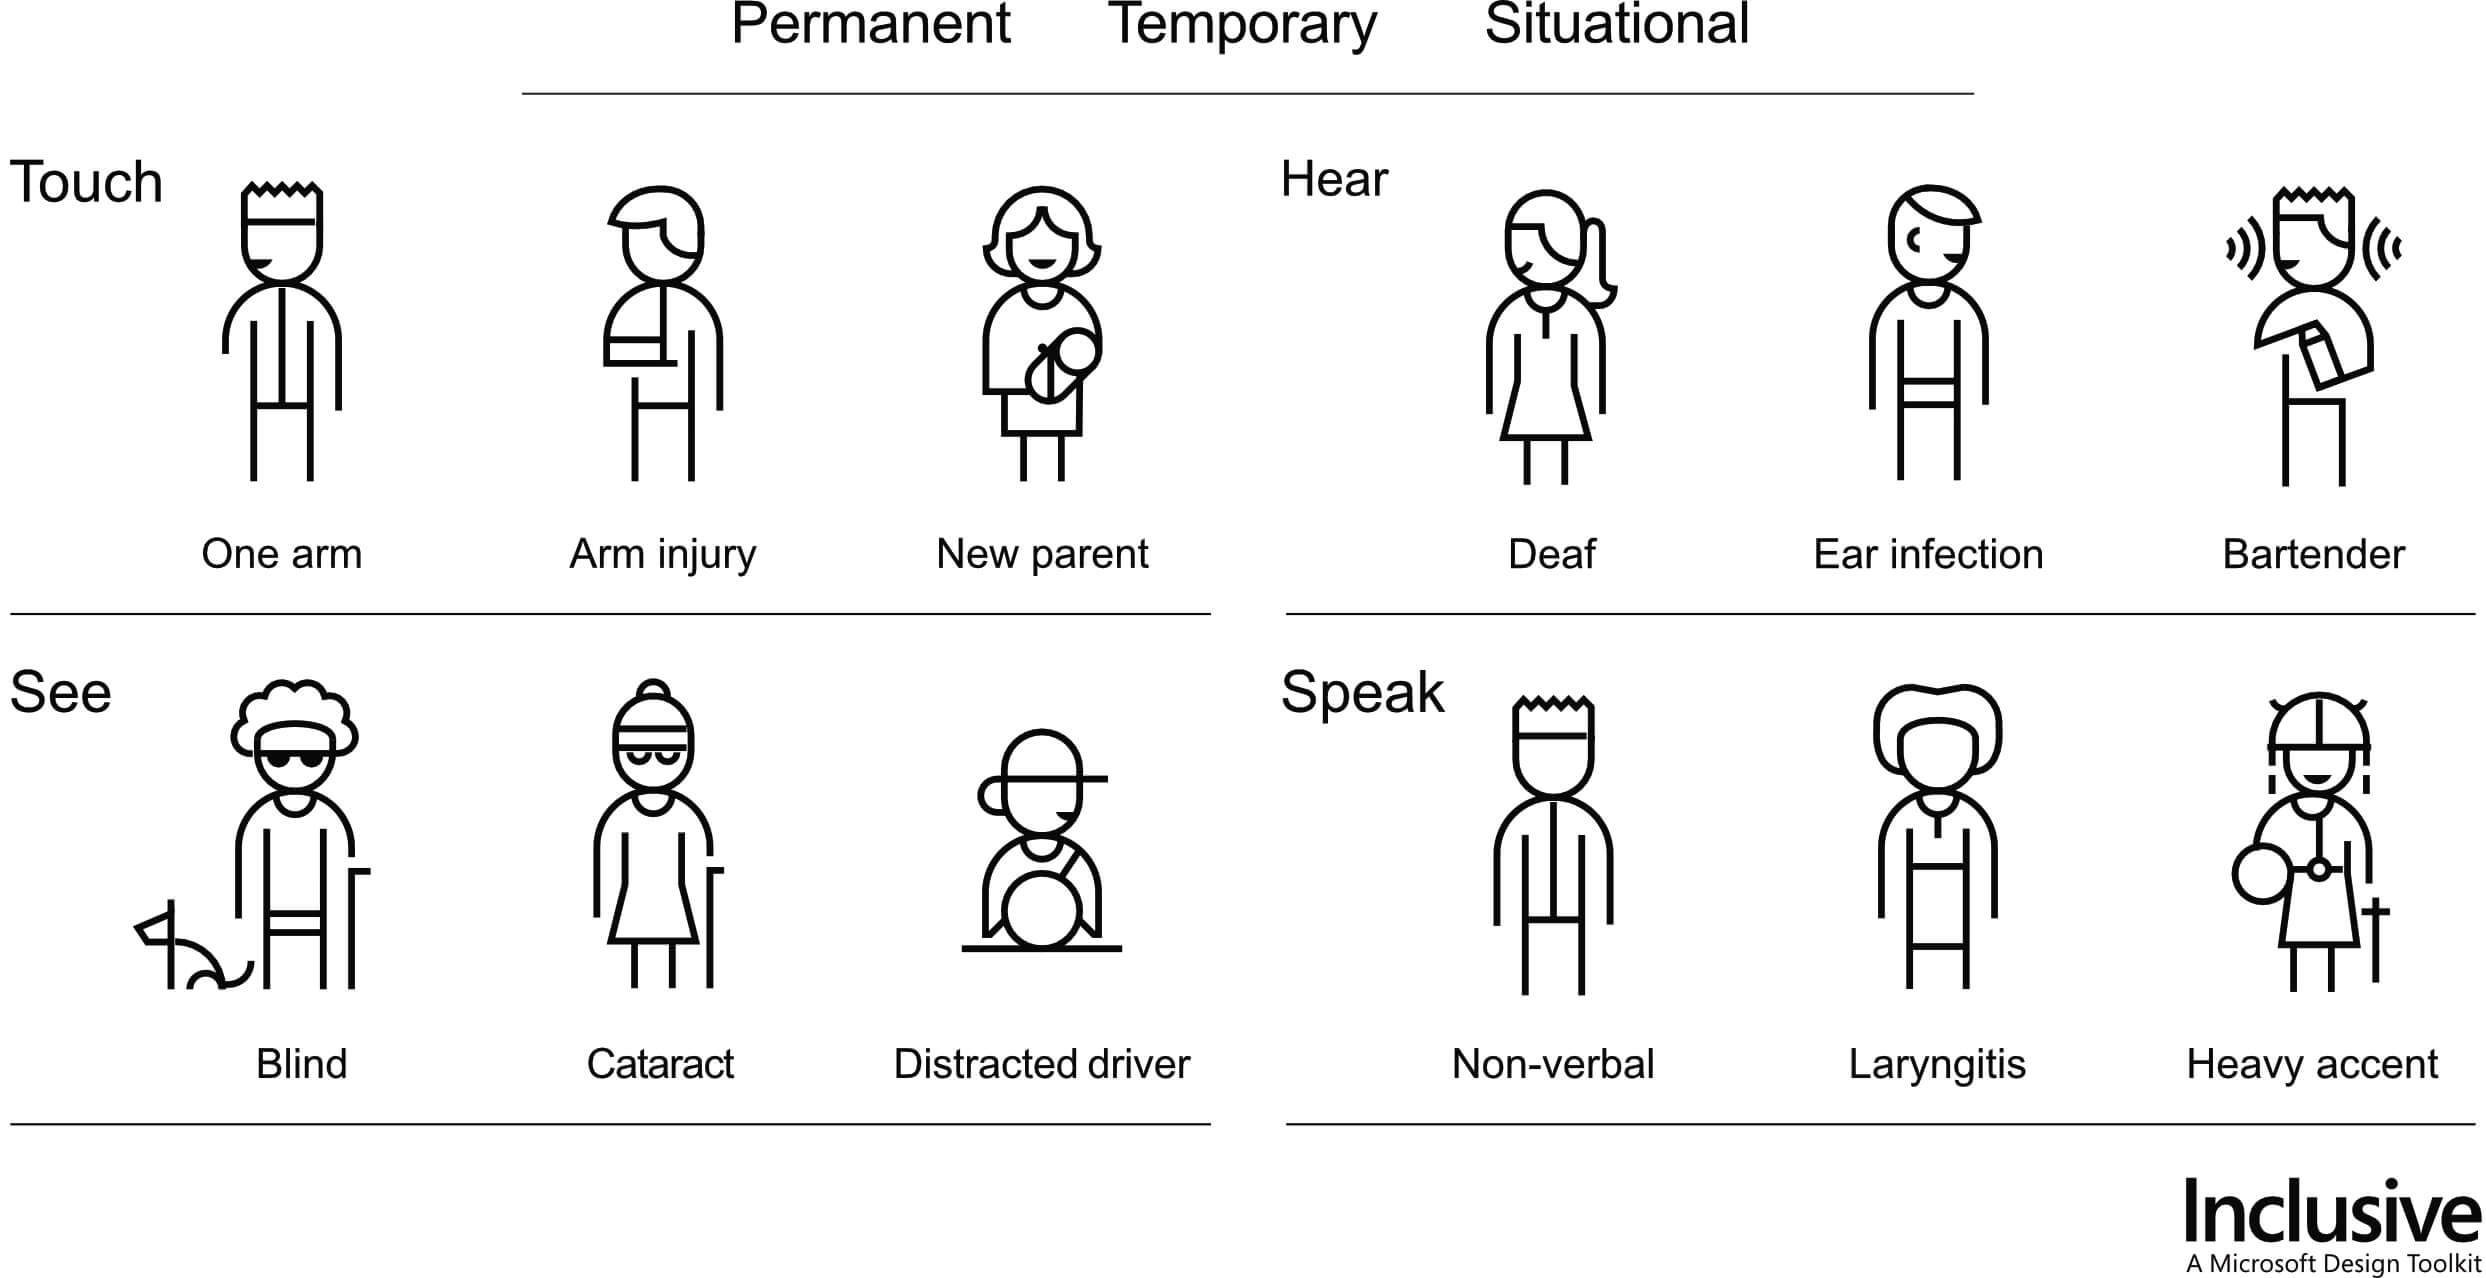 Permanent Temporary Situational
Touch
One arm Arm injury New parent
Hear
Deaf Ear infection Bartender
See
Blind Cataract Distracted driver
Speak
Non-verbal Laryngitis Heavy accent
Inclusive
A Microsoft Design Toolkit